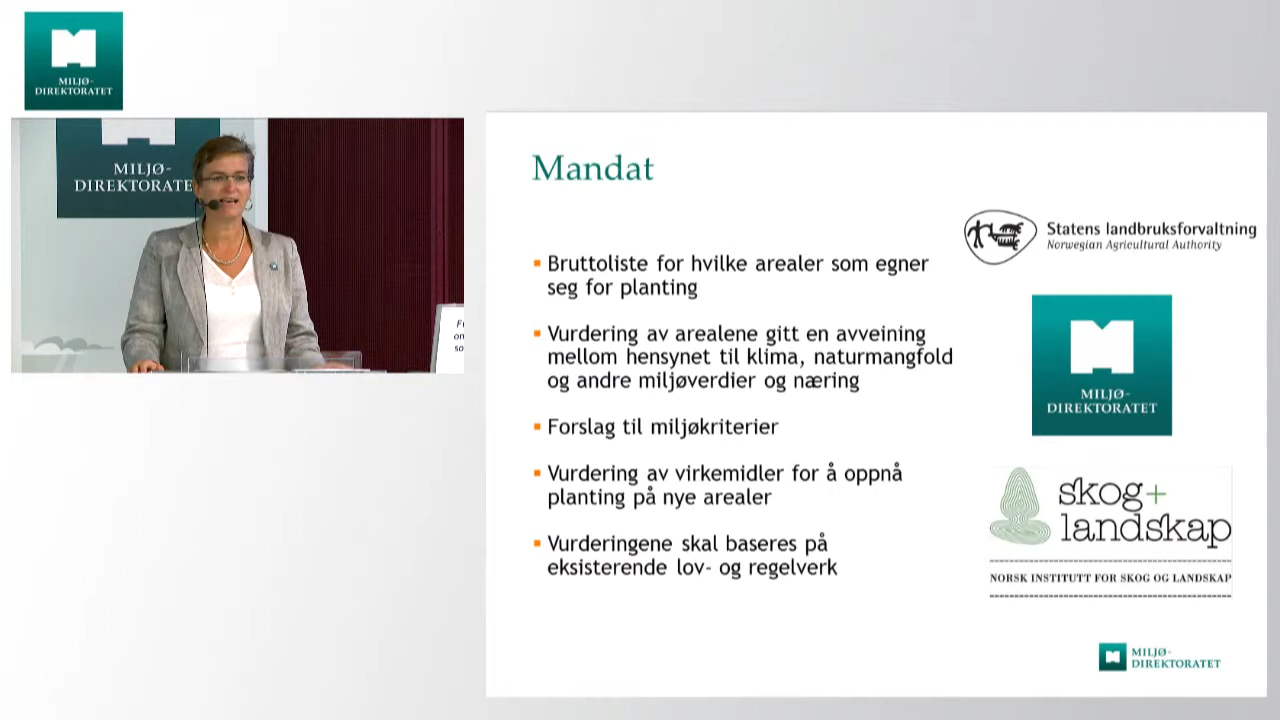 MILJØ-
DIREKTORATET
MILJØ-
DIREKTORATE
Mandat
Bruttoliste for hvilke arealer som egner
seg for planting
Vurdering av arealene gitt en avveining
mellom hensynet til klima, naturmangfold
og andre miljøverdier og næring
Forslag til miljøkriterier
Vurdering av virkemidler for å oppnå
planting på nye arealer
Vurderingene skal baseres på
eksisterende lov- og regelverk
Statens landbruksforvaltning
Norwegian Agricultural Authority
MILJØ-
DIREKTORATET
skog+
landskap
NORSK INSTITUTT FOR SKOG OG LANDSKAP
MILJØ-
DIREKTORATET